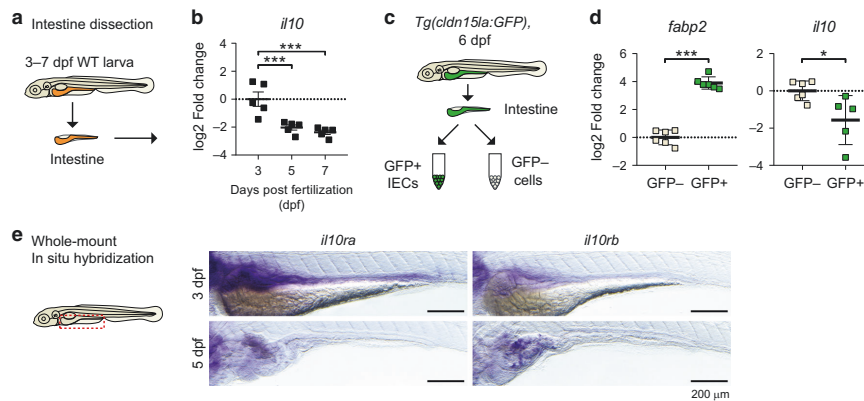 a
Intestine dissection
3–7 dpf WT larva
Intestine
b
il10
***
***
log2 Fold change
4
2
0
−2
−4
3 5 7
Days post fertilization
(dpf)
c
Tg(cldn15la:GFP),
6 dpf
Intestine
GFP+
IECs
GFP–
cells
d
fabp2
***
log2 Fold change
6
4
2
0
−2
GFP– GFP+
il10
*
2
0
−2
−4
GFP– GFP+
e
Whole-mount
In situ hybridization
il10ra
il10rb
3 dpf
5 dpf
200 μm